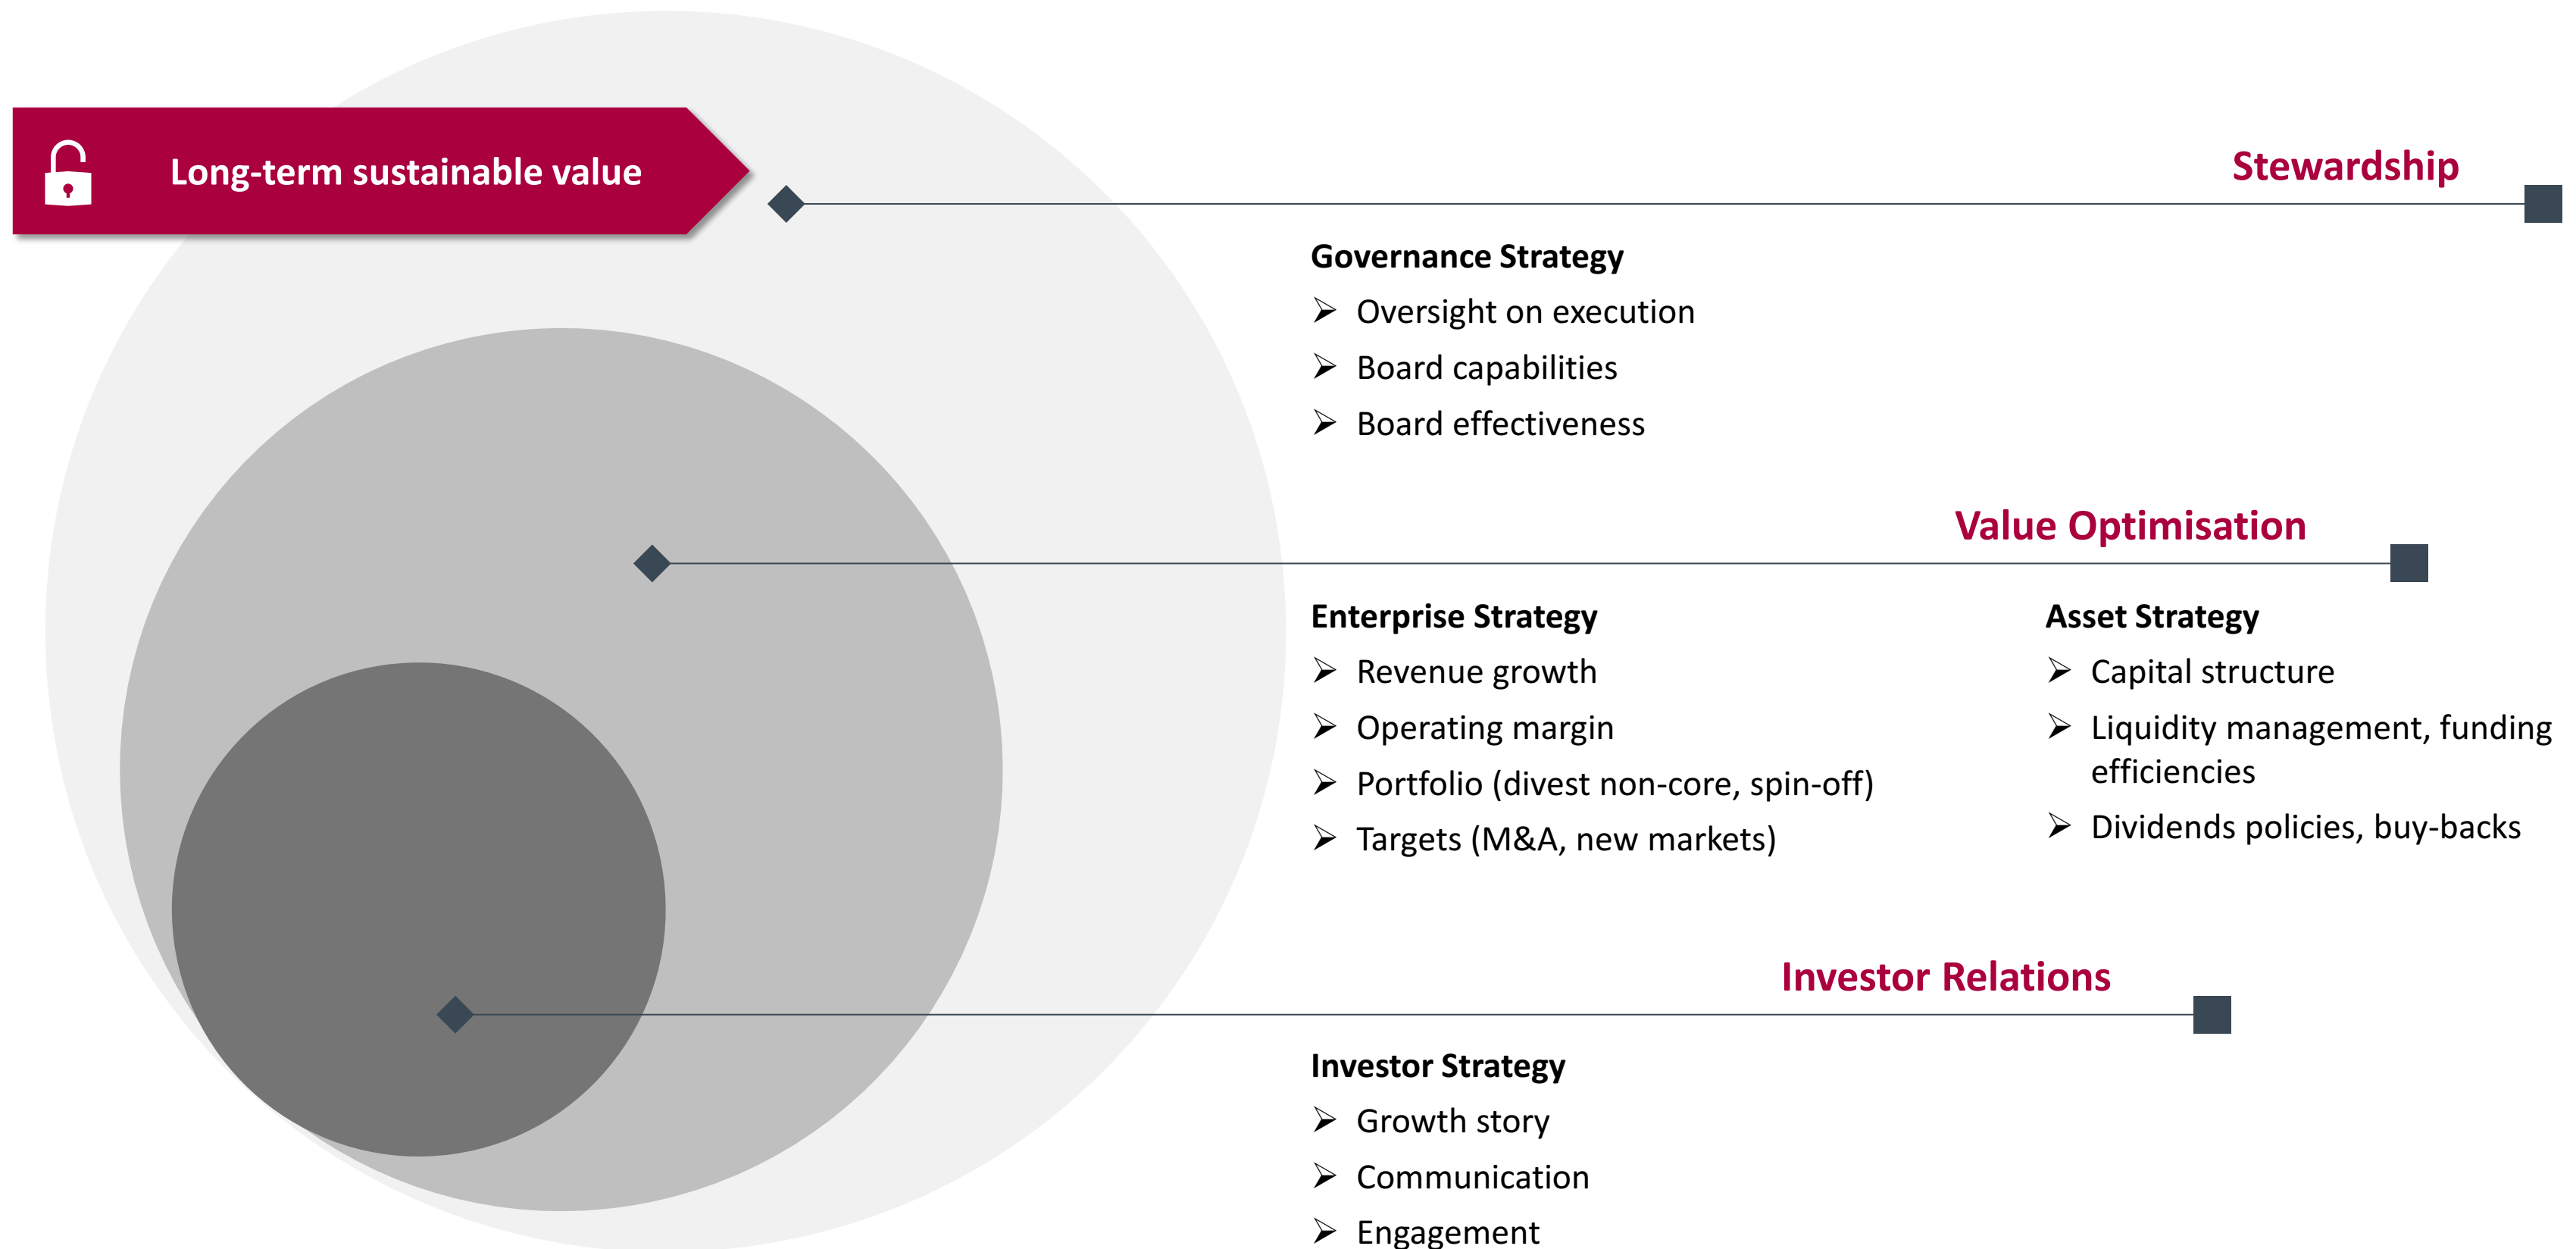 Long-term sustainable value
Stewardship
Governance Strategy
Oversight on execution
Board capabilities
Board effectiveness
Value Optimisation
Enterprise Strategy
Revenue growth
Operating margin
Portfolio (divest non-core, spin-off)
Targets (M&A, new markets)
Asset Strategy
Capital structure
Liquidity management, funding
efficiencies
Dividends policies, buy-backs
Investor Relations
Investor Strategy
Growth story
Communication
Engagement